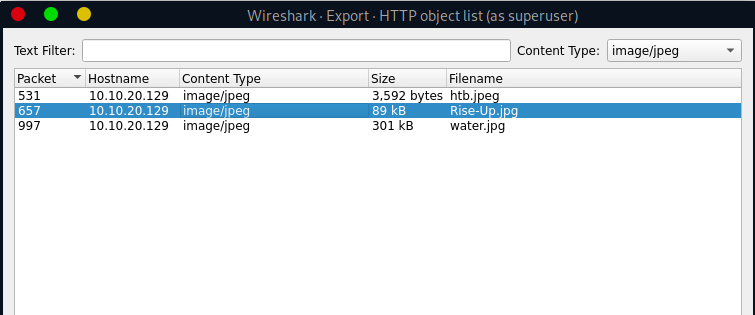 Wireshark · Export · HTTP object list (as superuser)
Text Filter: Content Type: image/jpeg
Packet Hostname Content Type Size Filename
531 10.10.20.129 image/jpeg 3,592 bytes htb.jpeg
657 10.10.20.129 image/jpeg 89 kB Rise-Up.jpg
997 10.10.20.129 image/jpeg 301 kB water.jpg